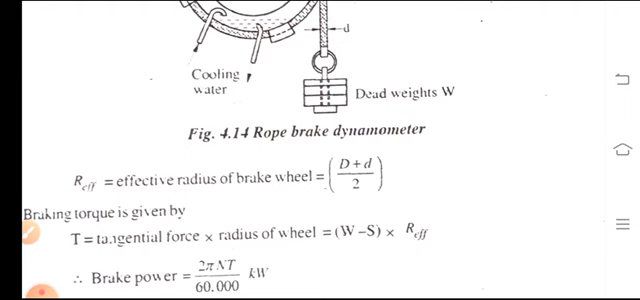 d
Cooling
water
Dead weights W
Fig. 4.14 Rope brake dynamometer
R_eff = effective radius of brake wheel = ( (D + d) / 2 )
Braking torque is given by
T = tangential force × radius of wheel = (W – S) × R_eff
∴ Brake power = 2πNT / 60.000 kW